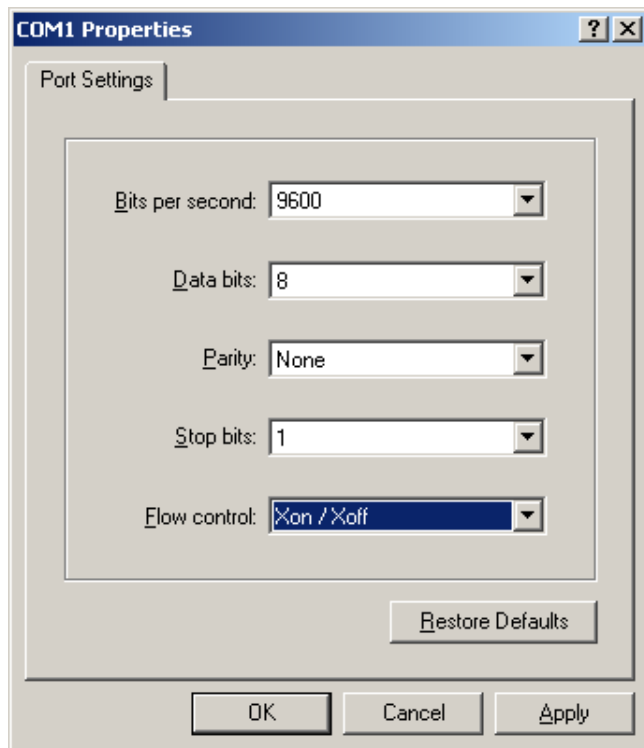 COM1 Properties
Port Settings
Bits per second: 9600
Data bits: 8
Parity: None
Stop bits: 1
Flow control: Xon / Xoff
Restore Defaults
OK Cancel Apply